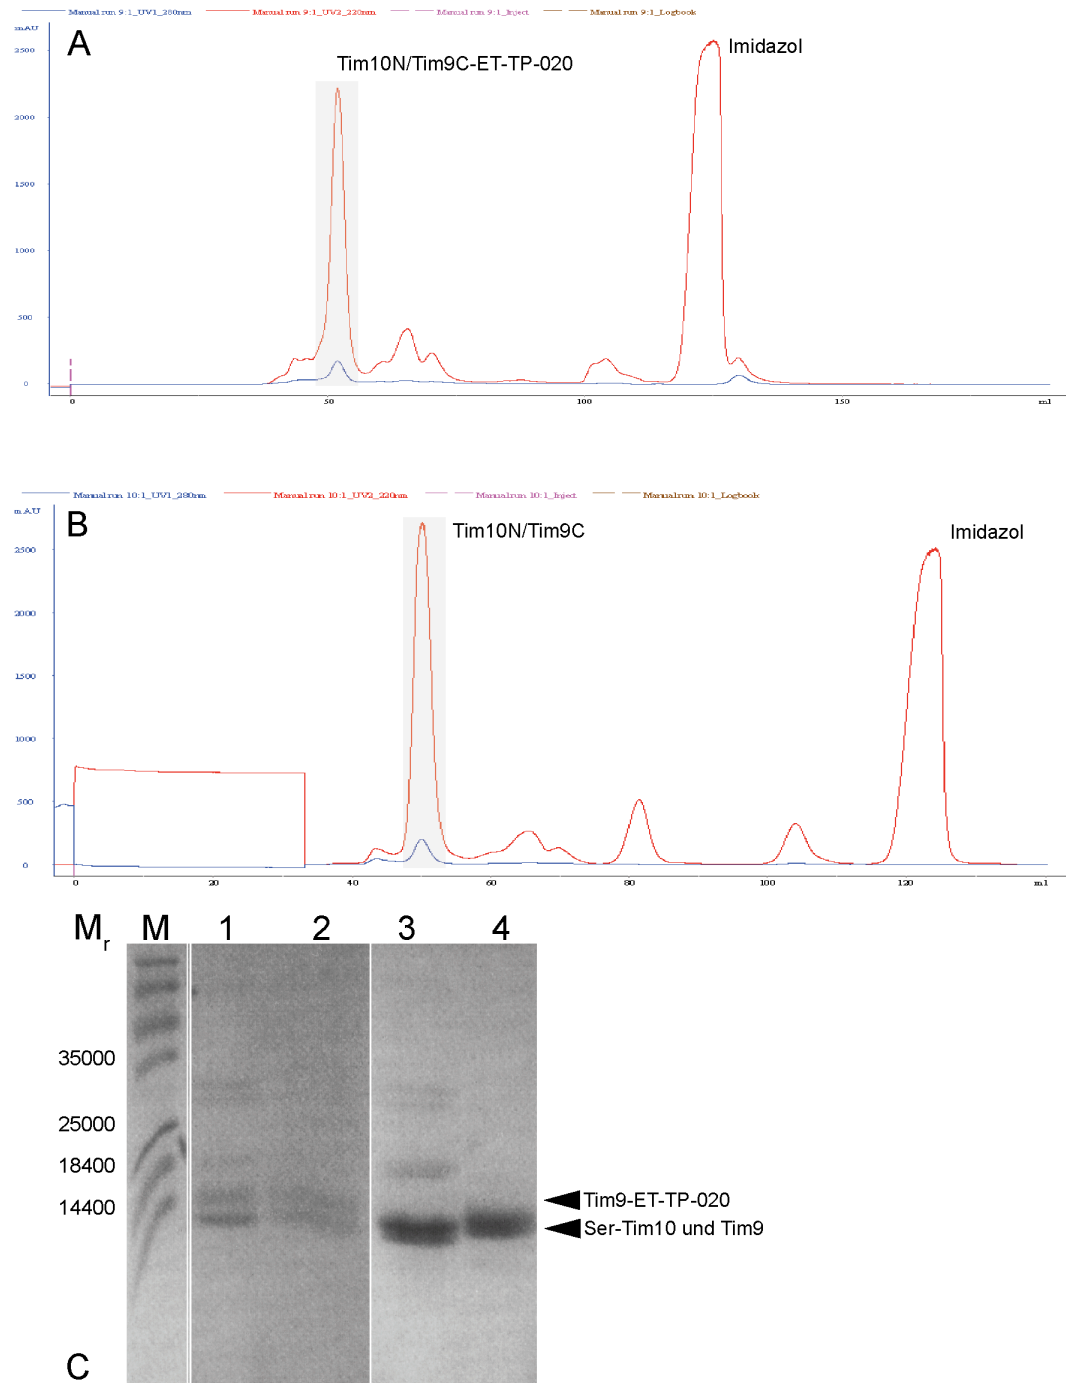 Manual run 9:1_UV1_280nm Manual run 9:1_UV2_220nm Manual run 9:1_Inject Manual run 9:1_Logbook
mAU
A
Tim10N/Tim9C-ET-TP-020
Imidazol
2500
2000
1500
1000
500
0
0 50 100 150 ml
Manual run 10:1_UV1_280nm Manual run 10:1_UV2_220nm Manual run 10:1_Inject Manual run 10:1_Logbook
mAU
B
Tim10N/Tim9C
Imidazol
2500
2000
1500
1000
500
0
0 20 40 60 80 100 120 ml
Mr M 1 2 3 4
35000
25000
18400
14400
Tim9-ET-TP-020
Ser-Tim10 und Tim9
C